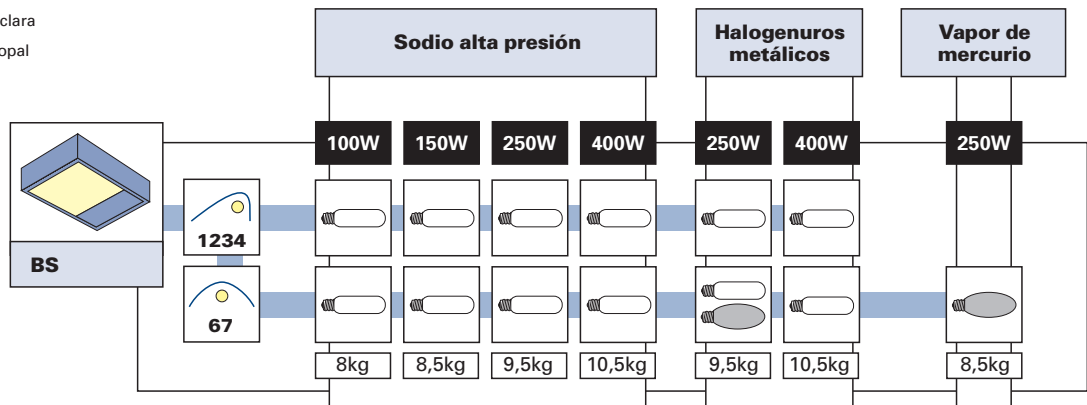 clara
opal
Sodio alta presión
Halogenuros
metálicos
Vapor de
mercurio
100W 150W 250W 400W 250W 400W 250W
1234
BS
67
8kg 8,5kg 9,5kg 10,5kg 9,5kg 10,5kg 8,5kg